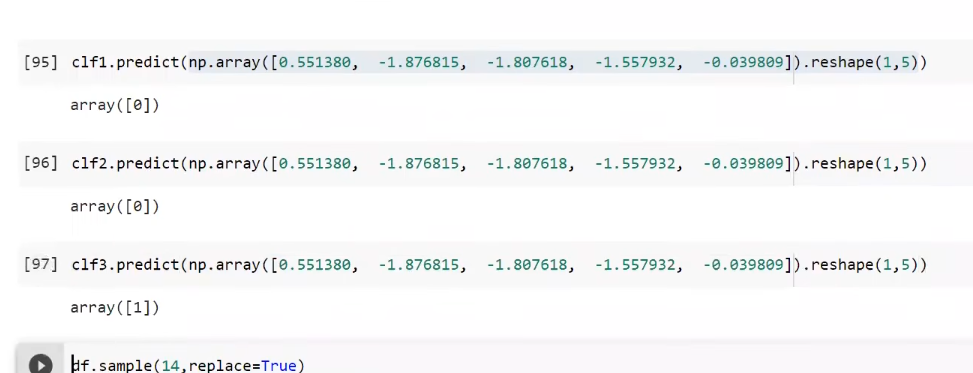 [95] clf1.predict(np.array([0.551380, -1.876815, -1.807618, -1.557932, -0.039809]).reshape(1,5))
array([0])
[96] clf2.predict(np.array([0.551380, -1.876815, -1.807618, -1.557932, -0.039809]).reshape(1,5))
array([0])
[97] clf3.predict(np.array([0.551380, -1.876815, -1.807618, -1.557932, -0.039809]).reshape(1,5))
array([1])
df.sample(14,replace=True)